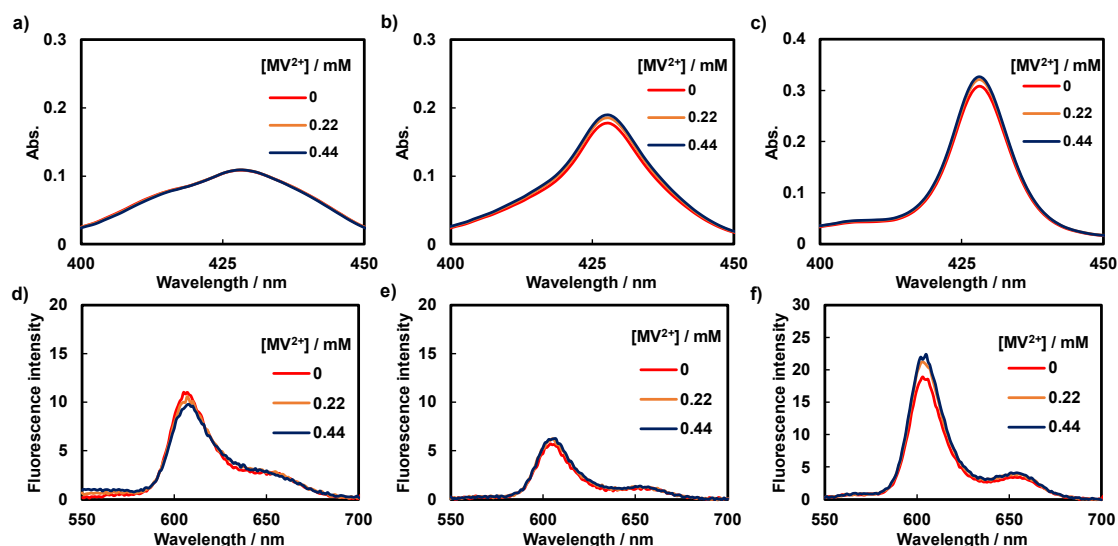 a)
0.3
0.2
0.1
0
Abs.
[MV²⁺] / mM
0
0.22
0.44
400
425
450
Wavelength / nm
b)
0.3
0.2
0.1
0
Abs.
[MV²⁺] / mM
0
0.22
0.44
400
425
450
Wavelength / nm
c)
0.4
0.3
0.2
0.1
0
Abs.
[MV²⁺] / mM
0
0.22
0.44
400
425
450
Wavelength / nm
d)
20
15
10
5
0
Fluorescence intensity
[MV²⁺] / mM
0
0.22
0.44
550
600
650
700
Wavelength / nm
e)
20
15
10
5
0
Fluorescence intensity
[MV²⁺] / mM
0
0.22
0.44
550
600
650
700
Wavelength / nm
f)
30
25
20
15
10
5
0
Fluorescence intensity
[MV²⁺] / mM
0
0.22
0.44
550
600
650
700
Wavelength / nm